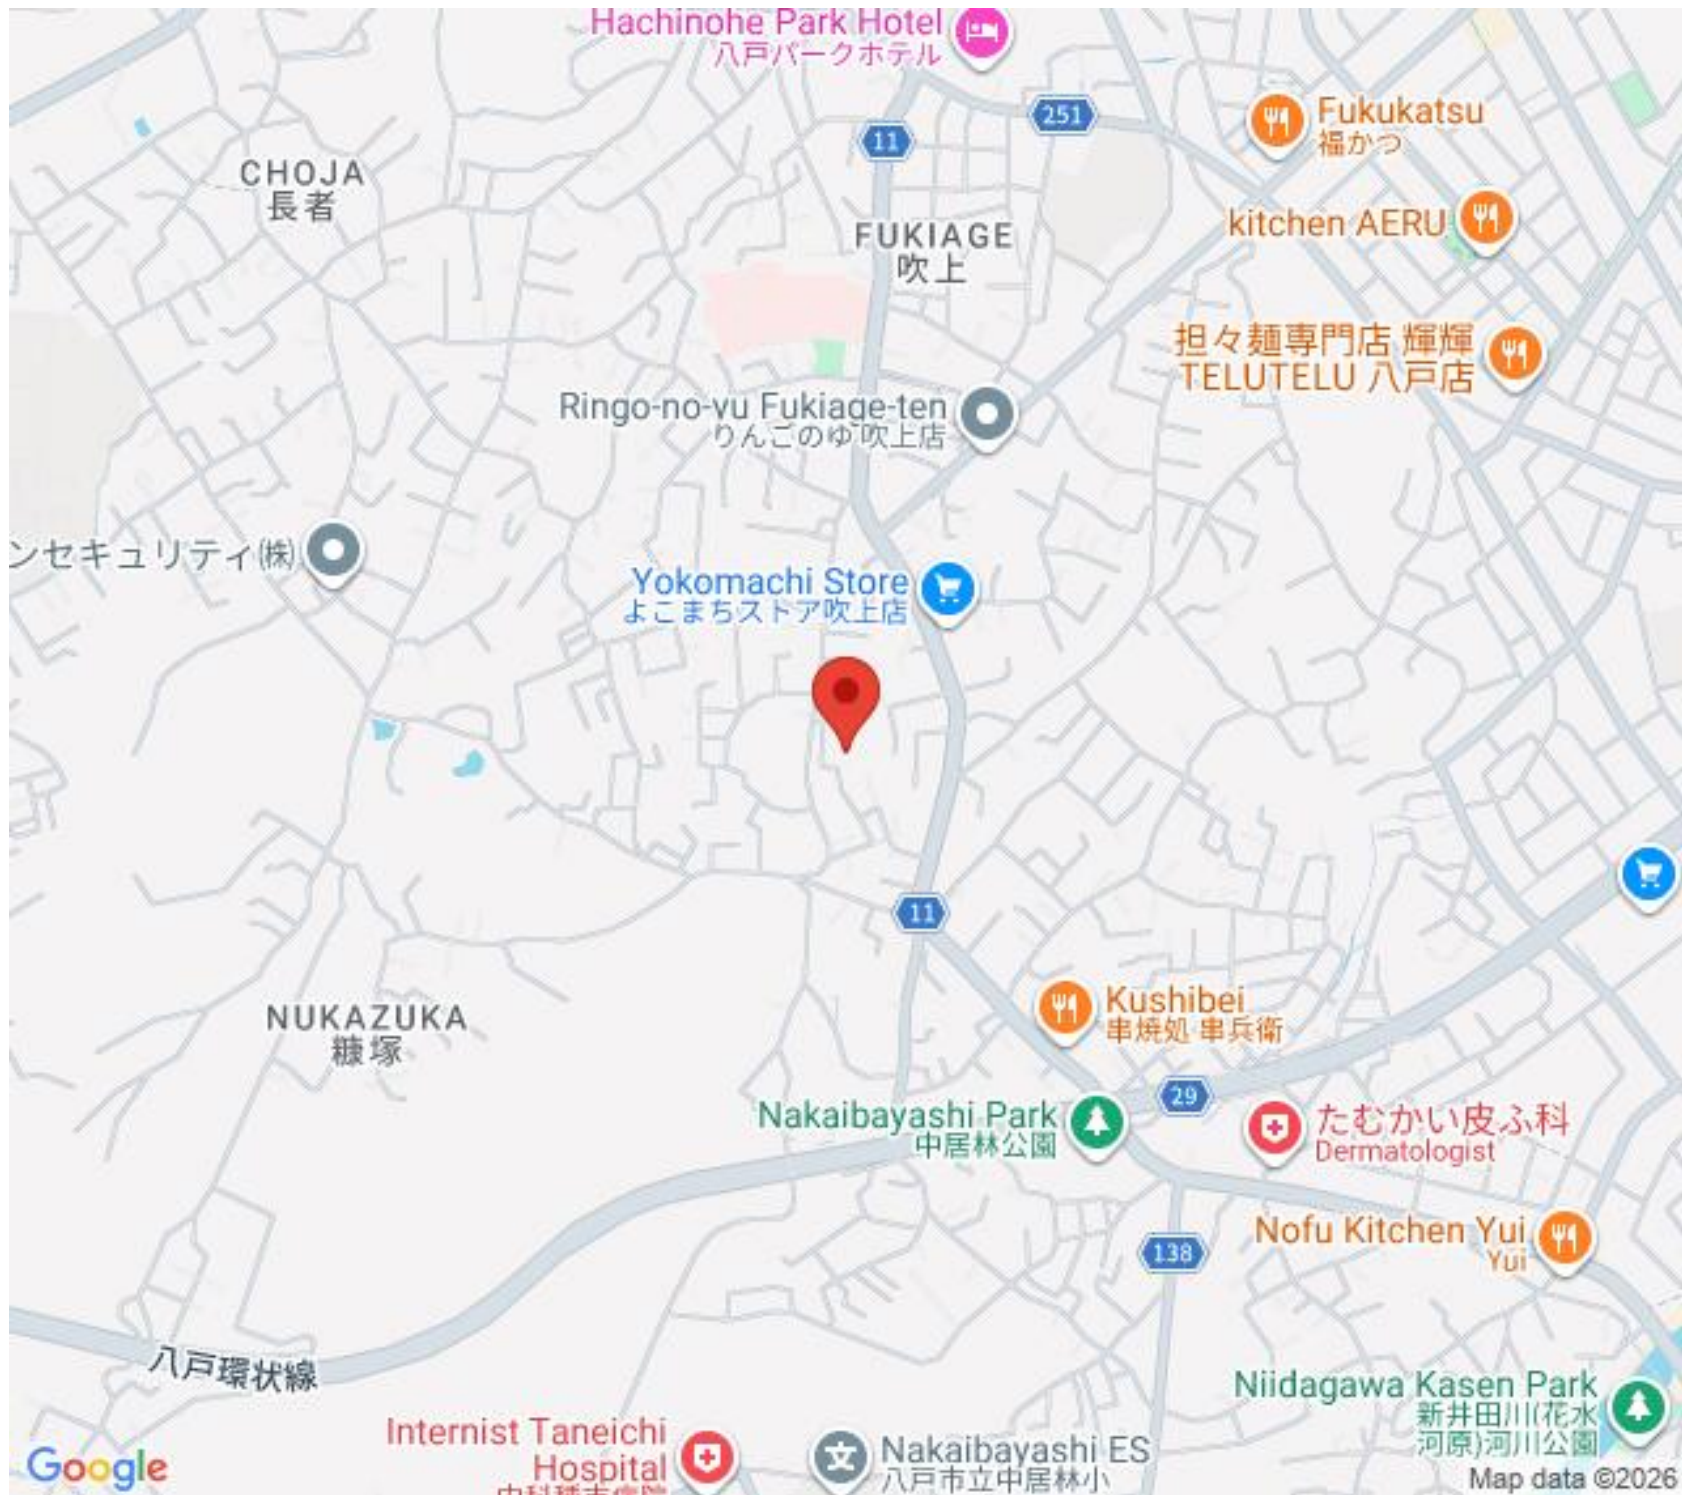 Hachinohe Park Hotel
八戸パークホテル
251
Fukukatsu
福かつ
11
CHOJA
長者
kitchen AERU
FUKIAGE
吹上
担々麺専門店 輝輝
TELUTELU 八戸店
Ringo-no-yu Fukiage-ten
りんごのゆ 吹上店
ンセキュリティ㈱
Yokomachi Store
よこまちストア吹上店
11
Kushibei
串焼処 串兵衛
NUKAZUKA
糠塚
29
Nakaibayashi Park
中居林公園
たむかい皮ふ科
Dermatologist
Nofu Kitchen Yui
Yui
138
八戸環状線
Niidagawa Kasen Park
新井田川(花水
河原)河川公園
Internist Taneichi
Hospital
Nakaibayashi ES
八戸市立中居林小
Google
Map data ©2026